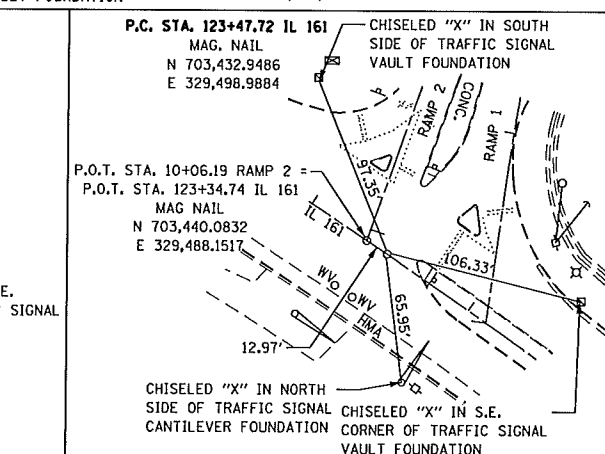 P.C. STA. 123+47.72 IL 161
MAG. NAIL
N 703,432.9486
E 329,498.9884
CHISELED "X" IN SOUTH
SIDE OF TRAFFIC SIGNAL
VAULT FOUNDATION
RAMP 2
CONC.
RAMP 1
P
97.35'
P.O.T. STA. 10+06.19 RAMP 2 =
P.O.T. STA. 123+34.74 IL 161
MAG NAIL
N 703,440.0832
E 329,488.1517
IL 161
106.33'
P
WV
WV
HMA
65.95'
12.97'
E.
SIGNAL
CHISELED "X" IN NORTH
SIDE OF TRAFFIC SIGNAL
CANTILEVER FOUNDATION
CHISELED "X" IN S.E.
CORNER OF TRAFFIC SIGNAL
VAULT FOUNDATION